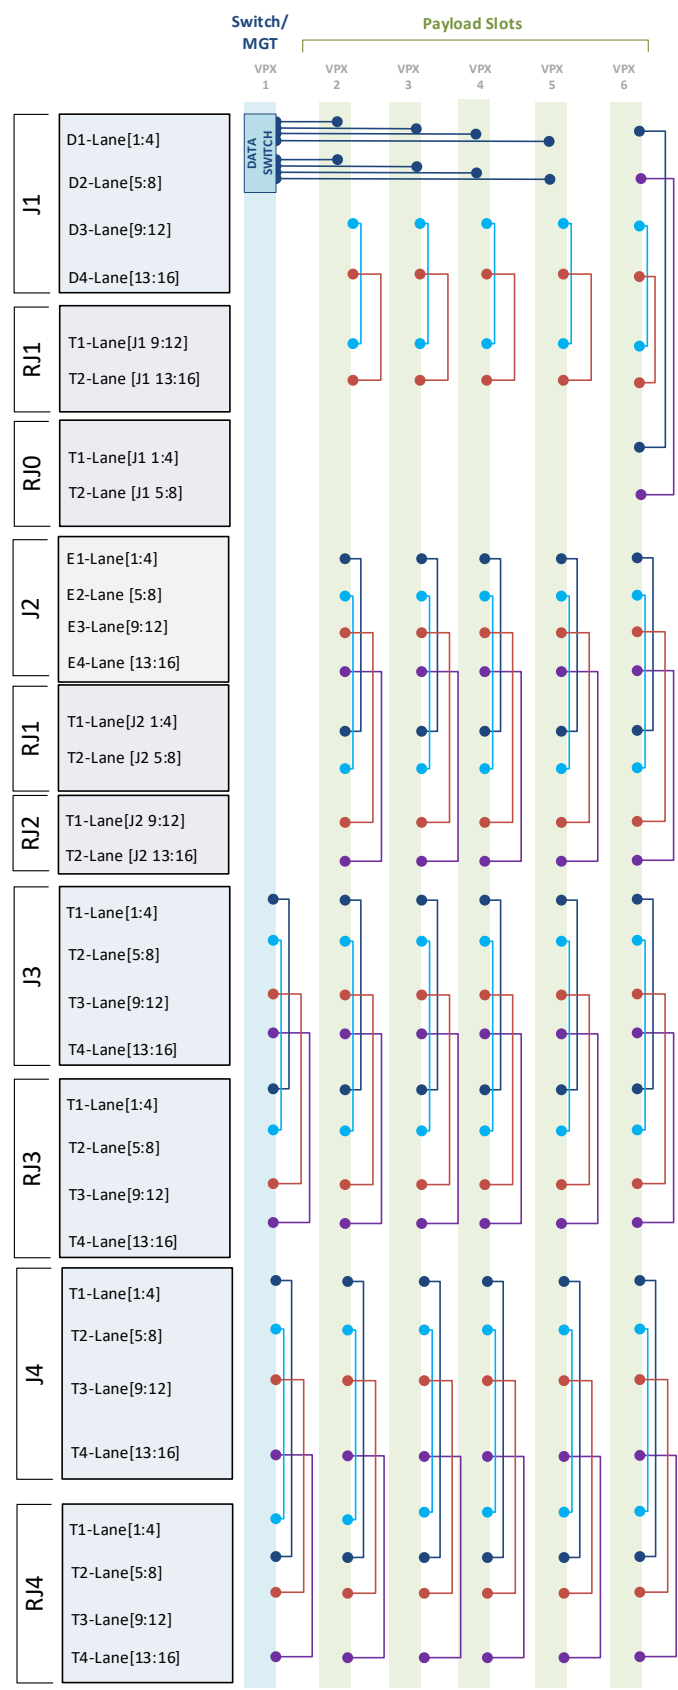 Switch/
MGT
Payload Slots
VPX
1
VPX
2
VPX
3
VPX
4
VPX
5
VPX
6
J1
D1-Lane[1:4]
D2-Lane[5:8]
D3-Lane[9:12]
D4-Lane[13:16]
DATA
SWITCH
RJ1
T1-Lane[J1 9:12]
T2-Lane [J1 13:16]
RJ0
T1-Lane[J1 1:4]
T2-Lane [J1 5:8]
J2
E1-Lane[1:4]
E2-Lane [5:8]
E3-Lane[9:12]
E4-Lane [13:16]
RJ1
T1-Lane[J2 1:4]
T2-Lane [J2 5:8]
RJ2
T1-Lane[J2 9:12]
T2-Lane [J2 13:16]
J3
T1-Lane[1:4]
T2-Lane[5:8]
T3-Lane[9:12]
T4-Lane[13:16]
RJ3
T1-Lane[1:4]
T2-Lane[5:8]
T3-Lane[9:12]
T4-Lane[13:16]
J4
T1-Lane[1:4]
T2-Lane[5:8]
T3-Lane[9:12]
T4-Lane[13:16]
RJ4
T1-Lane[1:4]
T2-Lane[5:8]
T3-Lane[9:12]
T4-Lane[13:16]